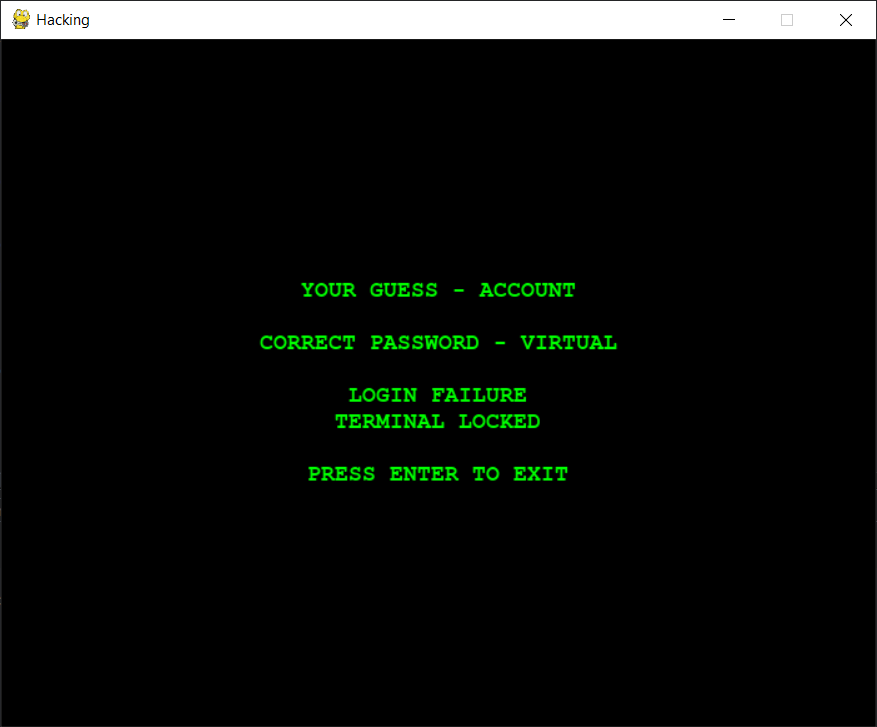 Hacking
YOUR GUESS - ACCOUNT
CORRECT PASSWORD - VIRTUAL
LOGIN FAILURE
TERMINAL LOCKED
PRESS ENTER TO EXIT